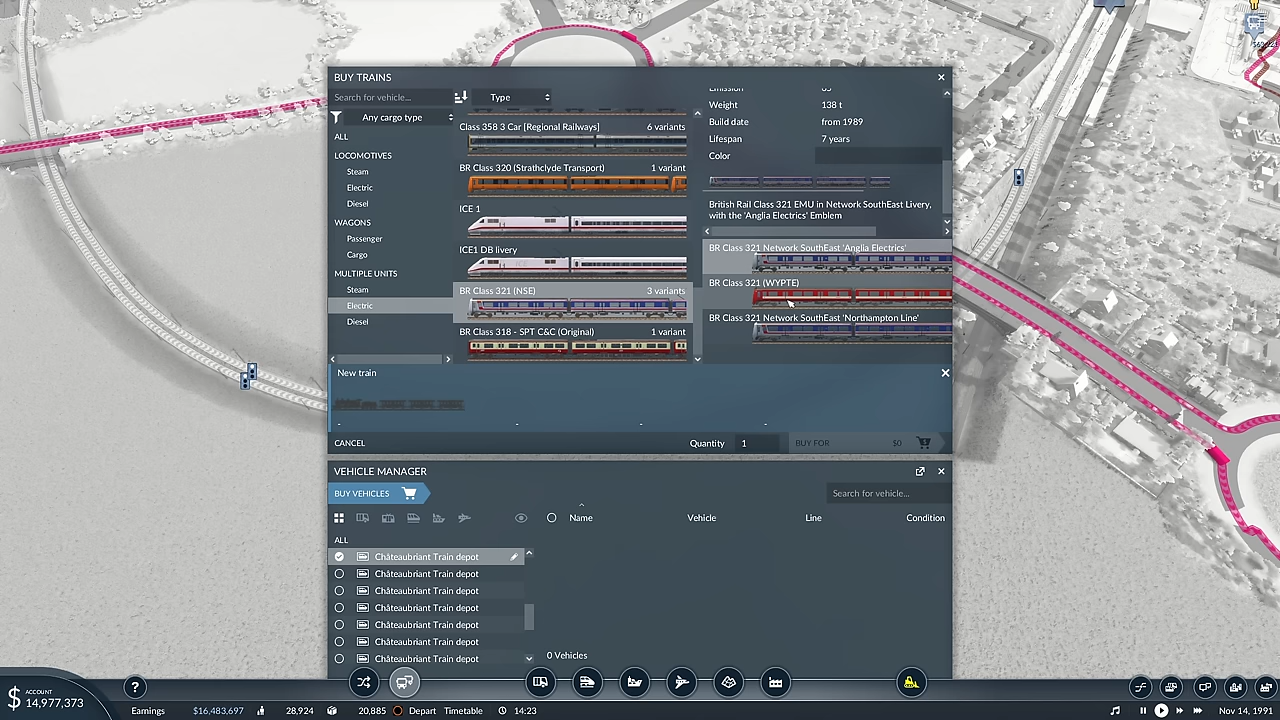 BUY TRAINS
Search for vehicle...
Type
Any cargo type
ALL
LOCOMOTIVES
Steam
Electric
Diesel
WAGONS
Passenger
Cargo
MULTIPLE UNITS
Steam
Electric
Diesel
Class 358 3 Car [Regional Railways] 6 variants
BR Class 320 (Strathclyde Transport) 1 variant
ICE 1
ICE1 DB livery
BR Class 321 (NSE) 3 variants
BR Class 318 - SPT C&C (Original) 1 variant
Emission 65
Weight 138 t
Build date from 1989
Lifespan 7 years
Color
British Rail Class 321 EMU in Network SouthEast Livery,
with the 'Anglia Electrics' Emblem
BR Class 321 Network SouthEast 'Anglia Electrics'
BR Class 321 (WYPTE)
BR Class 321 Network SouthEast 'Northampton Line'
New train
- - - -
CANCEL
Quantity 1
BUY FOR $0
VEHICLE MANAGER
BUY VEHICLES
Search for vehicle...
Name Vehicle Line Condition
ALL
Châteaubriant Train depot
Châteaubriant Train depot
Châteaubriant Train depot
Châteaubriant Train depot
Châteaubriant Train depot
Châteaubriant Train depot
Châteaubriant Train depot
0 Vehicles
$ ACCOUNT
14,977,373
?
Earnings $16,483,697 28,924 20,885 Depart Timetable 14:23
Nov 14, 1991